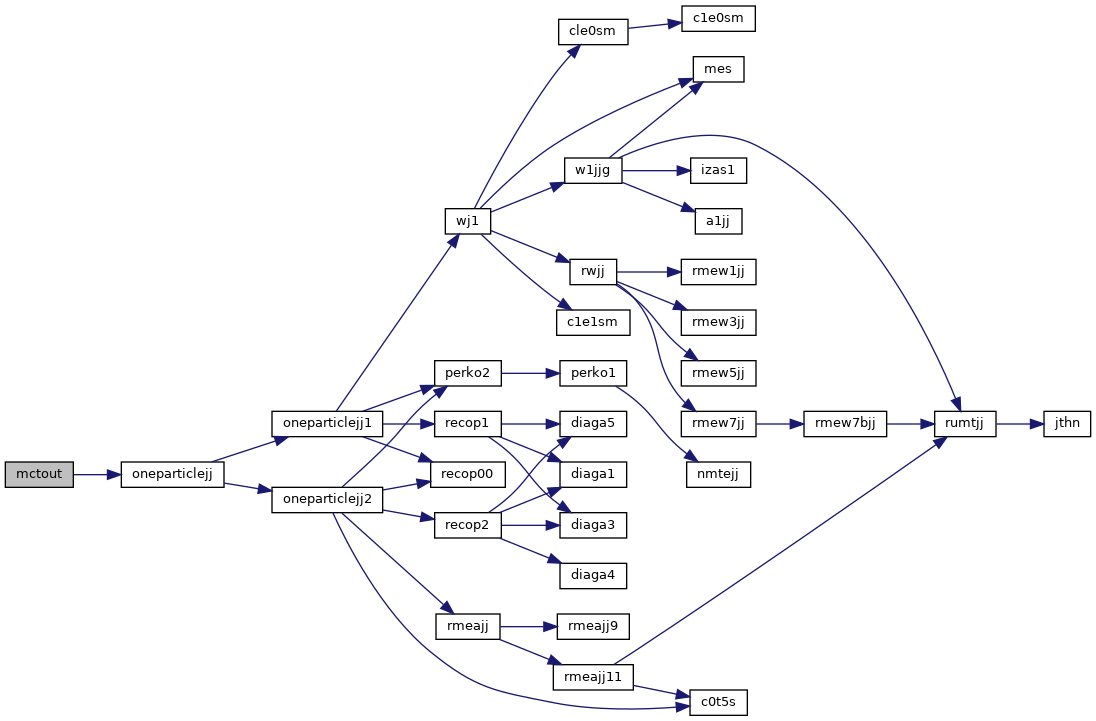 cle0sm
c1e0sm
mes
w1jjg
izas1
wj1
a1jj
rwjj
rmew1jj
c1e1sm
rmew3jj
perko2
perko1
rmew5jj
oneparticlejj1
recop1
diaga5
rmew7jj
rmew7bjj
rumtjj
jthn
mctout
oneparticlejj
recop00
diaga1
nmtejj
oneparticlejj2
recop2
diaga3
diaga4
rmeajj
rmeajj9
rmeajj11
c0t5s